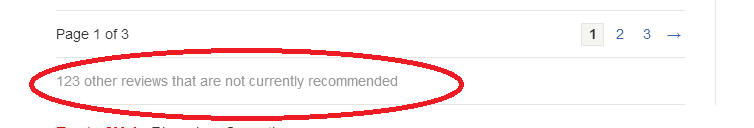 Page 1 of 3
1 2 3 →
123 other reviews that are not currently recommended